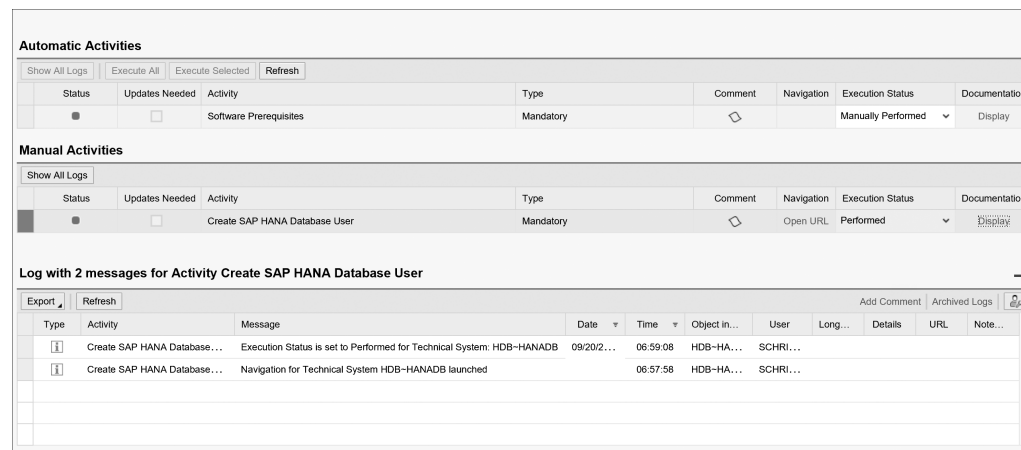 Automatic Activities
Show All Logs Execute All Execute Selected Refresh
Status Updates Needed Activity Type Comment Navigation Execution Status Documentatio
Software Prerequisites Mandatory Manually Performed Display
Manual Activities
Show All Logs
Status Updates Needed Activity Type Comment Navigation Execution Status Documentatio
Create SAP HANA Database User Mandatory Open URL Performed Display
Log with 2 messages for Activity Create SAP HANA Database User
Export Refresh Add Comment Archived Logs
Type Activity Message Date Time Object in... User Long... Details URL Note...
Create SAP HANA Database... Execution Status is set to Performed for Technical System: HDB~HANADB 09/20/2... 06:59:08 HDB~HA... SCHRI...
Create SAP HANA Database... Navigation for Technical System HDB~HANADB launched 06:57:58 HDB~HA... SCHRI...